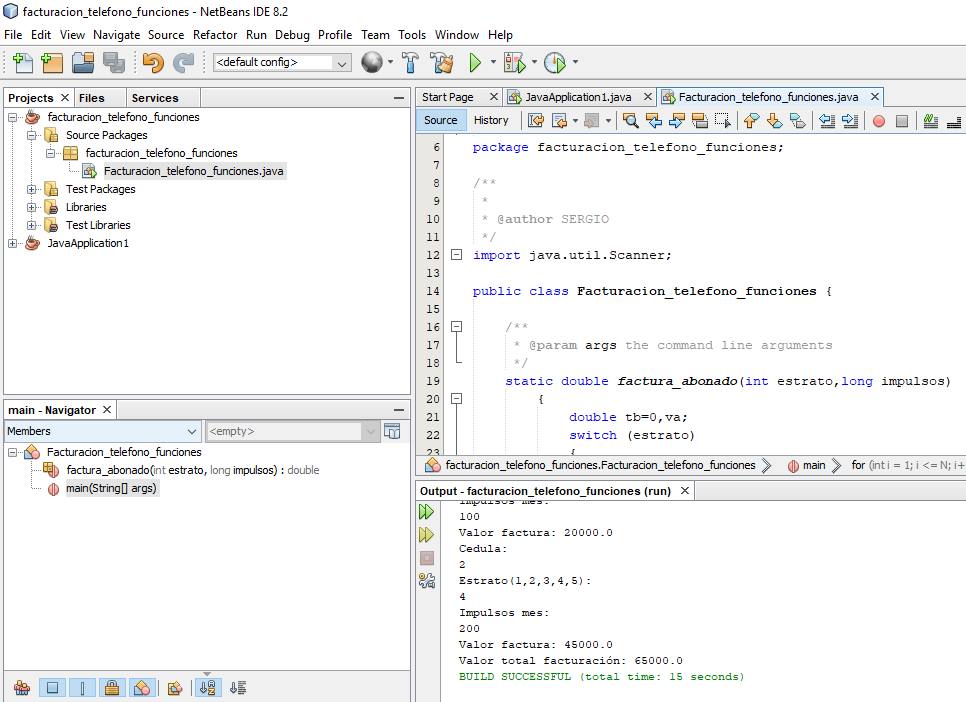 facturacion_telefono_funciones - NetBeans IDE 8.2
File Edit View Navigate Source Refactor Run Debug Profile Team Tools Window Help
<default config>
Projects Files Services
facturacion_telefono_funciones
Source Packages
facturacion_telefono_funciones
Facturacion_telefono_funciones.java
Test Packages
Libraries
Test Libraries
JavaApplication1
main - Navigator
Members <empty>
Facturacion_telefono_funciones
factura_abonado(int estrato, long impulsos) : double
main(String[] args)
Start Page JavaApplication1.java Facturacion_telefono_funciones.java
Source History
6 package facturacion_telefono_funciones;
7
8 /**
9 *
10 * @author SERGIO
11 */
12 import java.util.Scanner;
13
14 public class Facturacion_telefono_funciones {
15
16 /**
17 * @param args the command line arguments
18 */
19 static double factura_abonado(int estrato,long impulsos)
20 {
21 double tb=0,va;
22 switch (estrato)
23 {
facturacion_telefono_funciones.Facturacion_telefono_funciones main for (int i = 1; i <= N; i+
Output - facturacion_telefono_funciones (run)
Impulsos mes:
100
Valor factura: 20000.0
Cedula:
2
Estrato(1,2,3,4,5):
4
Impulsos mes:
200
Valor factura: 45000.0
Valor total facturación: 65000.0
BUILD SUCCESSFUL (total time: 15 seconds)